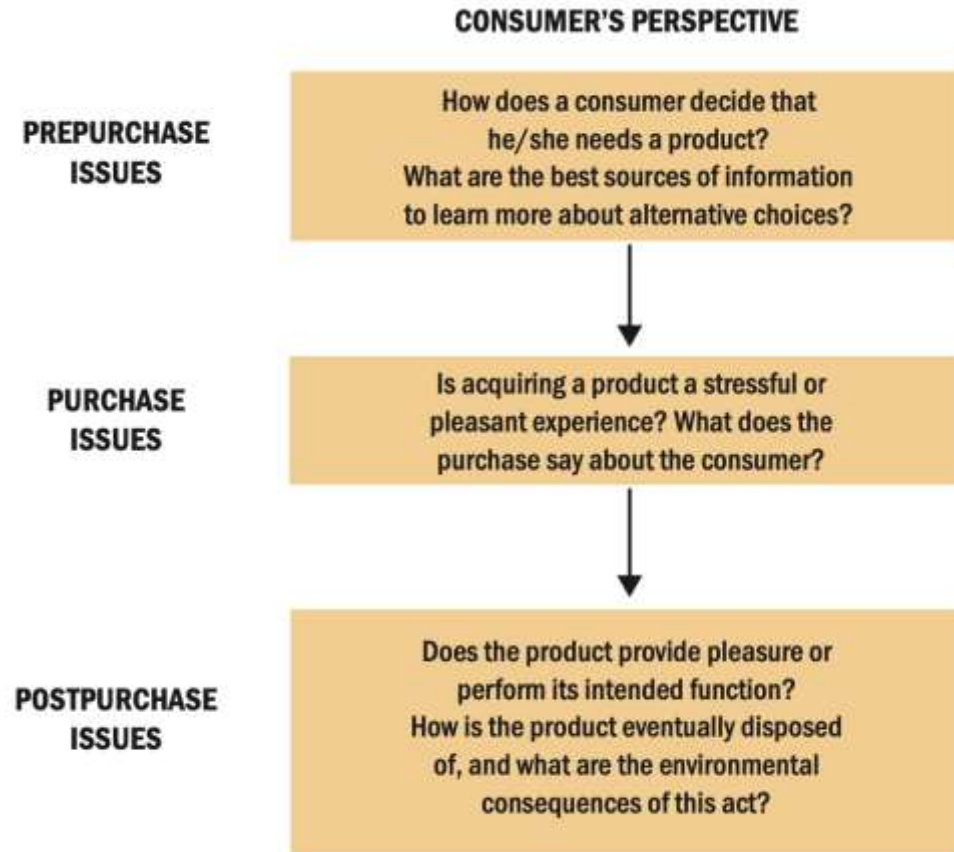 CONSUMER'S PERSPECTIVE
PREPURCHASE
ISSUES
How does a consumer decide that
he/she needs a product?
What are the best sources of information
to learn more about alternative choices?
PURCHASE
ISSUES
Is acquiring a product a stressful or
pleasant experience? What does the
purchase say about the consumer?
POSTPURCHASE
ISSUES
Does the product provide pleasure or
perform its intended function?
How is the product eventually disposed
of, and what are the environmental
consequences of this act?